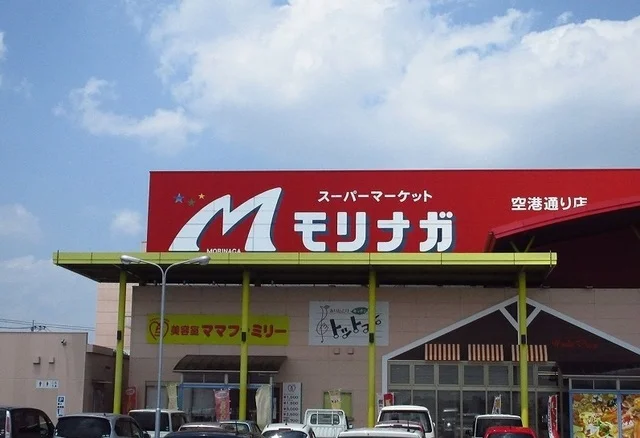 スーパーマーケット
空港通り店
モリナガ
MORINAGA
美容室 ママファミリー
トットちゃん